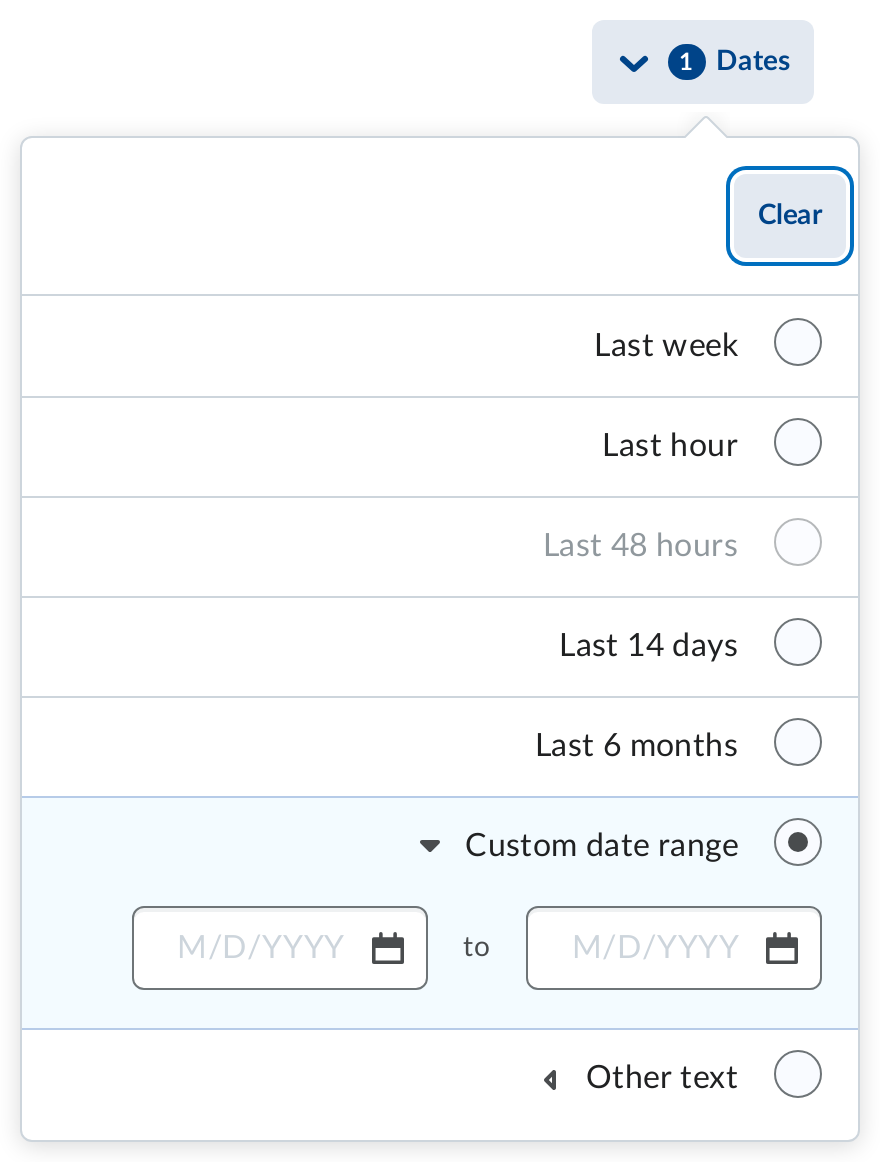 1 Dates
Clear
Last week
Last hour
Last 48 hours
Last 14 days
Last 6 months
Custom date range
M/D/YYYY to M/D/YYYY
Other text